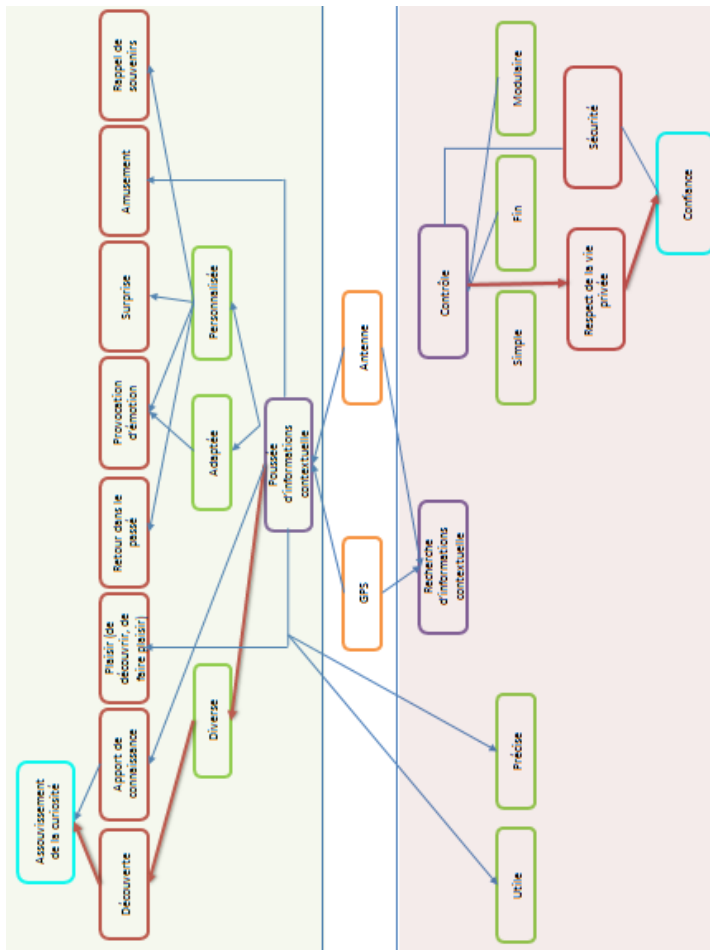 Assouvissement
de la curiosité
Découverte
Apport de
connaissance
Plaisir (de
découvrir, de
faire plaisir)
Retour dans le
passé
Provocation
d'émotion
Surprise
Amusement
Rappel de
souvenirs
Diverse
Adaptée
Personnalisée
Poussée
d'informations
contextuelle
GPS
Antenne
Recherche
d'informations
contextuelle
Contrôle
Utile
Précise
Simple
Fin
Modulaire
Respect de la vie
privée
Sécurité
Confiance